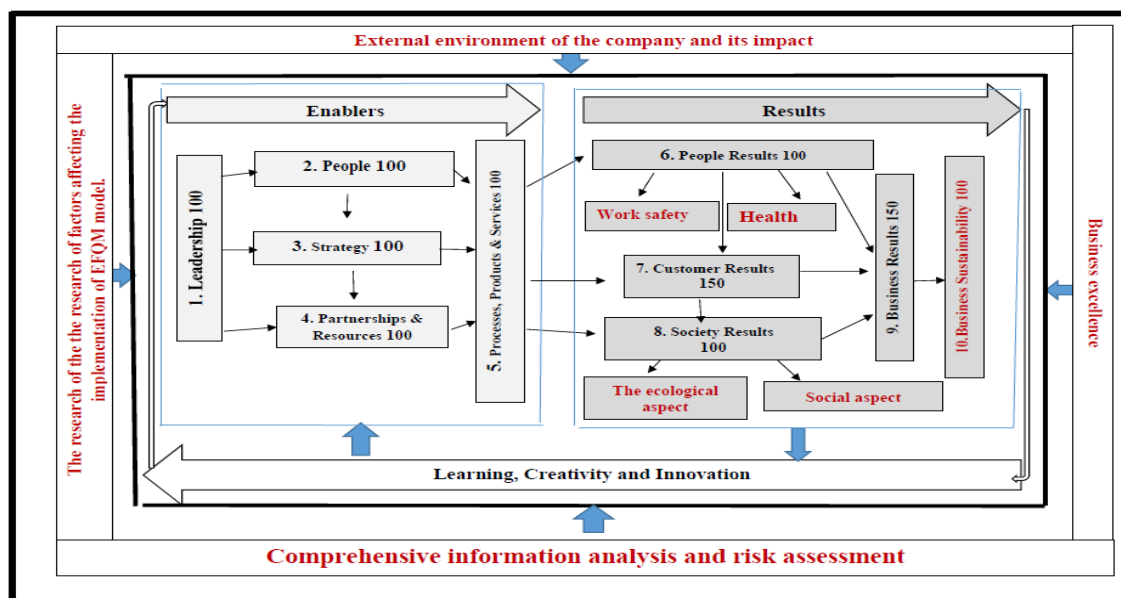 External environment of the company and its impact
The research of the the research of factors affecting the
implementation of EFQM model.
Enablers
Results
1. Leadership 100
2. People 100
3. Strategy 100
4. Partnerships &
Resources 100
5. Processes, Products & Services 100
6. People Results 100
Work safety
Health
7. Customer Results
150
8. Society Results
100
The ecological
aspect
Social aspect
9. Business Results 150
10.Business Sustainability 100
Business excellence
Learning, Creativity and Innovation
Comprehensive information analysis and risk assessment